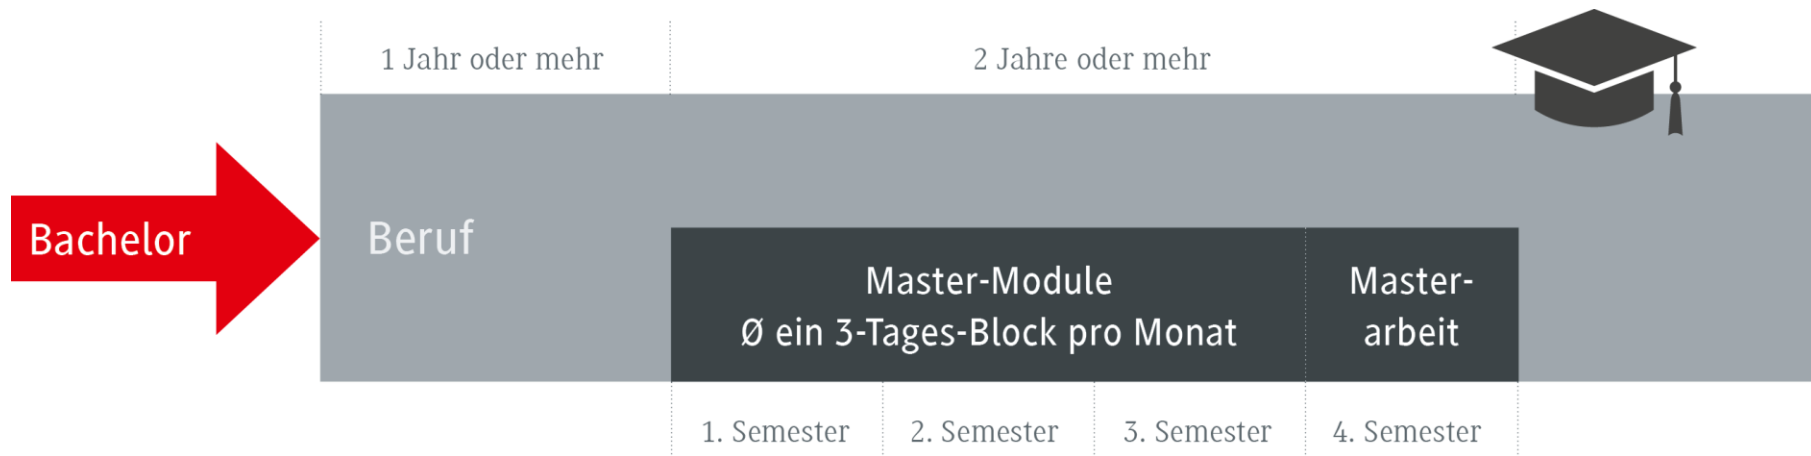 1 Jahr oder mehr
2 Jahre oder mehr
Bachelor
Beruf
Master-Module
Ø ein 3-Tages-Block pro Monat
Master-
arbeit
1. Semester
2. Semester
3. Semester
4. Semester